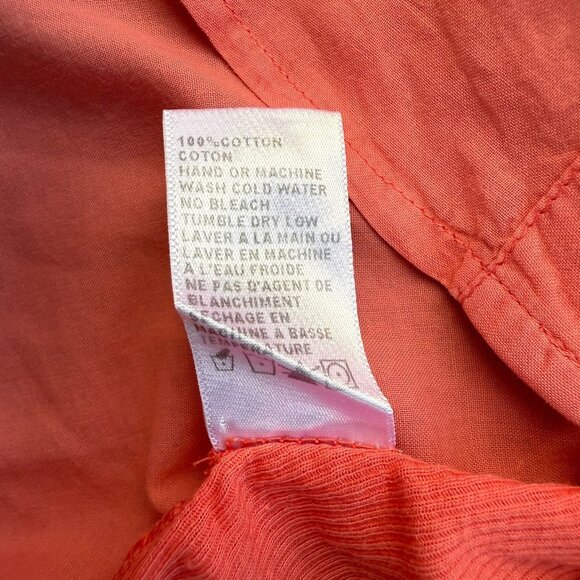 100% COTTON
COTON
HAND OR MACHINE
WASH COLD WATER
NO BLEACH
TUMBLE DRY LOW
LAVER A LA MAIN OU
LAVER EN MACHINE
A L'EAU FROIDE
NE PAS D'AGENT DE
BLANCHIMENT
SECHAGE EN
MACHINE A BASSE
TEMPERATURE